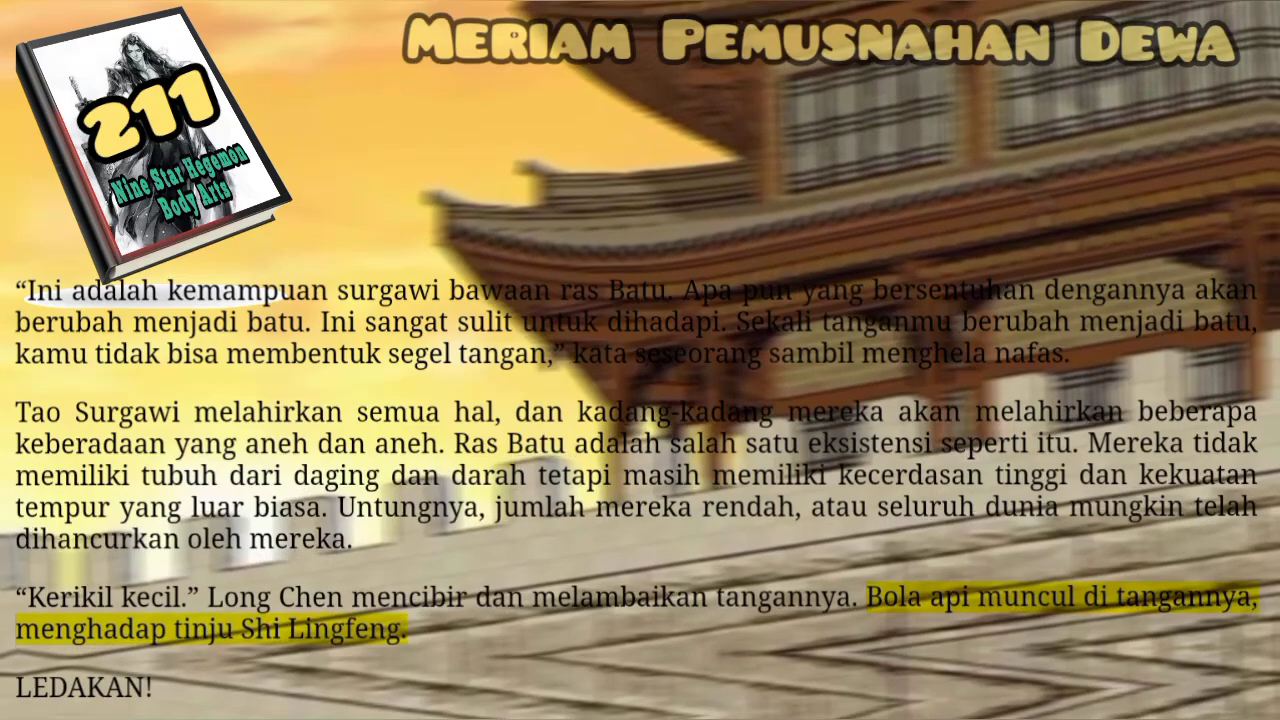 Meriam Pemusnahan Dewa
211
Nine Star Hegemon
Body Arts
“Ini adalah kemampuan surgawi bawaan ras Batu. Apa pun yang bersentuhan dengannya akan
berubah menjadi batu. Ini sangat sulit untuk dihadapi. Sekali tanganmu berubah menjadi batu,
kamu tidak bisa membentuk segel tangan,” kata seseorang sambil menghela nafas.
Tao Surgawi melahirkan semua hal, dan kadang-kadang mereka akan melahirkan beberapa
keberadaan yang aneh dan aneh. Ras Batu adalah salah satu eksistensi seperti itu. Mereka tidak
memiliki tubuh dari daging dan darah tetapi masih memiliki kecerdasan tinggi dan kekuatan
tempur yang luar biasa. Untungnya, jumlah mereka rendah, atau seluruh dunia mungkin telah
dihancurkan oleh mereka.
“Kerikil kecil.” Long Chen mencibir dan melambaikan tangannya. Bola api muncul di tangannya,
menghadap tinju Shi Lingfeng.
LEDAKAN!